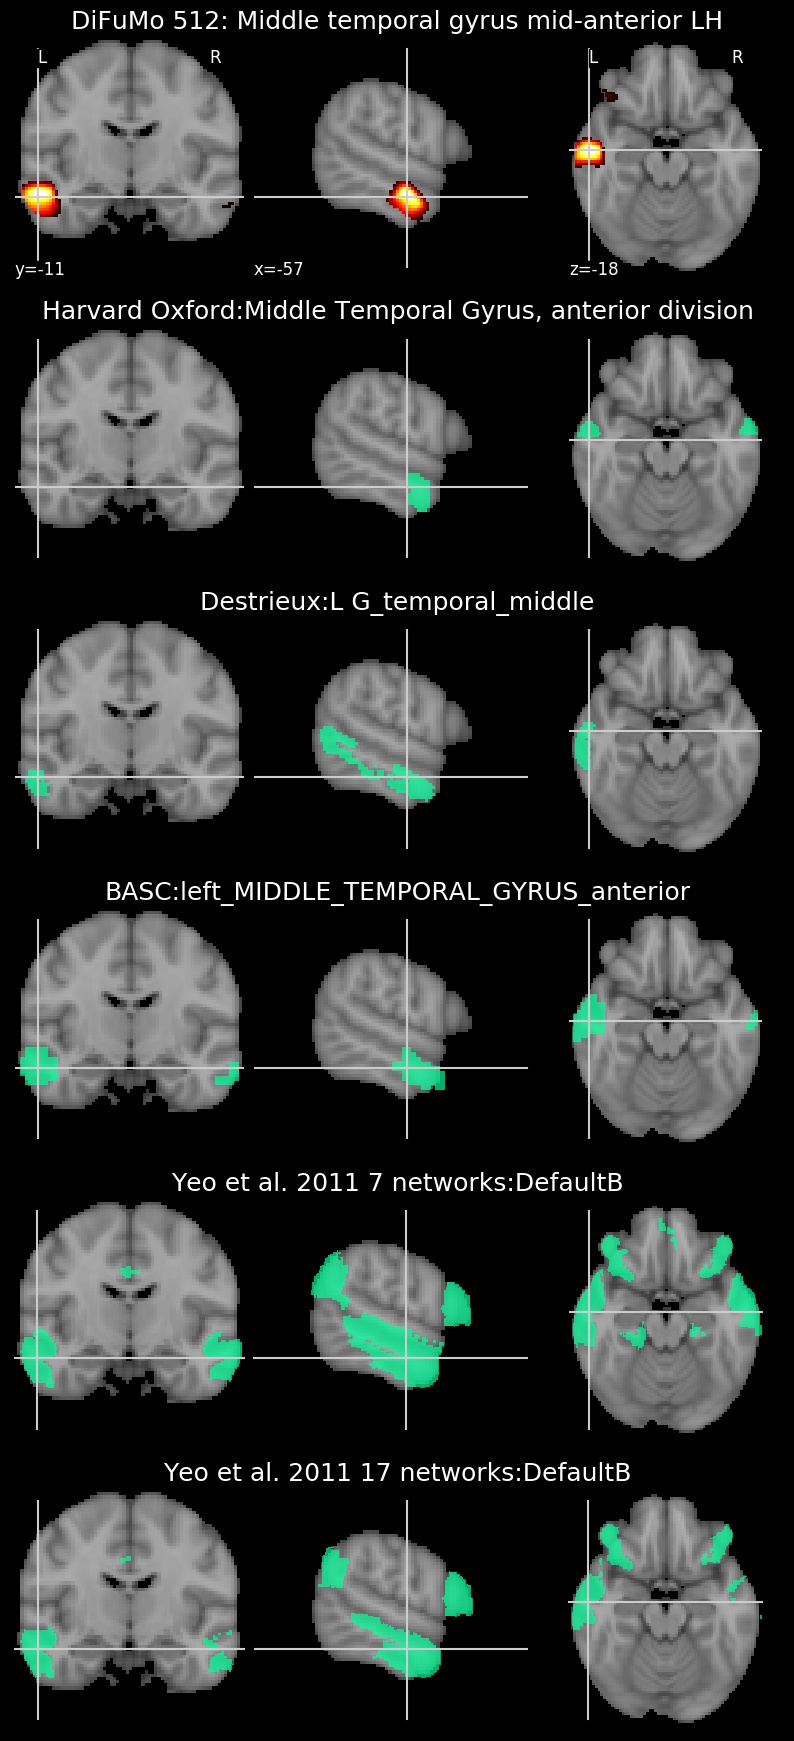 DiFuMo 512: Middle temporal gyrus mid-anterior LH
L R L R
y=-11 x=-57 z=-18
Harvard Oxford:Middle Temporal Gyrus, anterior division
Destrieux:L G_temporal_middle
BASC:left_MIDDLE_TEMPORAL_GYRUS_anterior
Yeo et al. 2011 7 networks:DefaultB
Yeo et al. 2011 17 networks:DefaultB